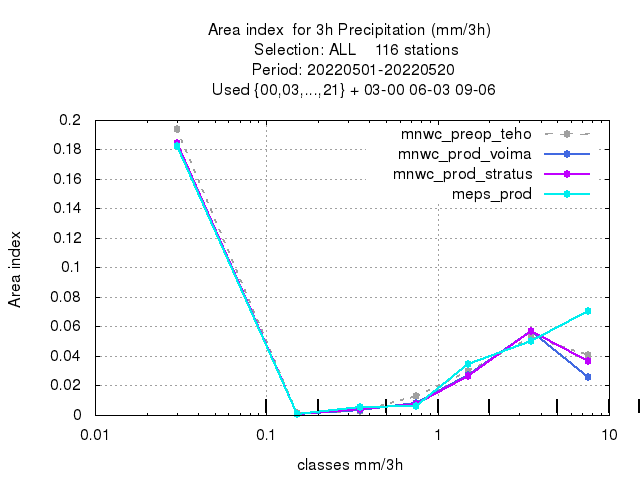 Area index  for 3h Precipitation (mm/3h)
Selection: ALL    116 stations
Period: 20220501-20220520
Used {00,03,...,21} + 03-00 06-03 09-06
mnwc_preop_teho
mnwc_prod_voima
mnwc_prod_stratus
meps_prod
Area index
0.2
0.18
0.16
0.14
0.12
0.1
0.08
0.06
0.04
0.02
0
0.01 0.1 1 10
classes mm/3h